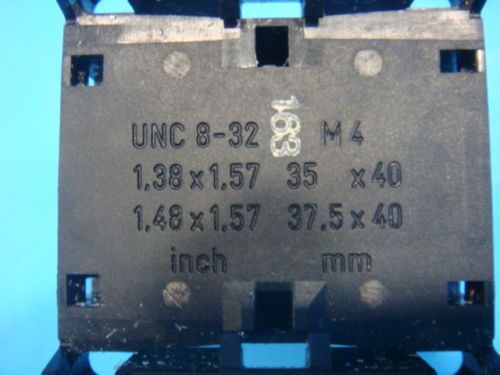 UNC 8-32 M4
1,38 x 1,57 35 x 40
1,48 x 1,57 37,5 x 40
inch mm
163